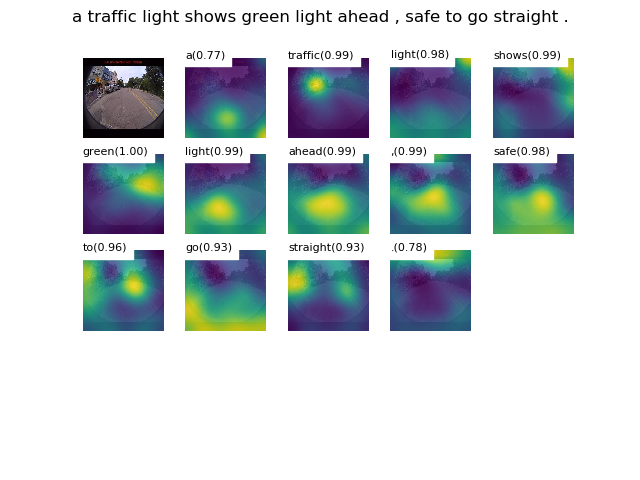 a traffic light shows green light ahead , safe to go straight .
a(0.77) traffic(0.99) light(0.98) shows(0.99)
green(1.00) light(0.99) ahead(0.99) ,(0.99) safe(0.98)
to(0.96) go(0.93) straight(0.93) .(0.78)